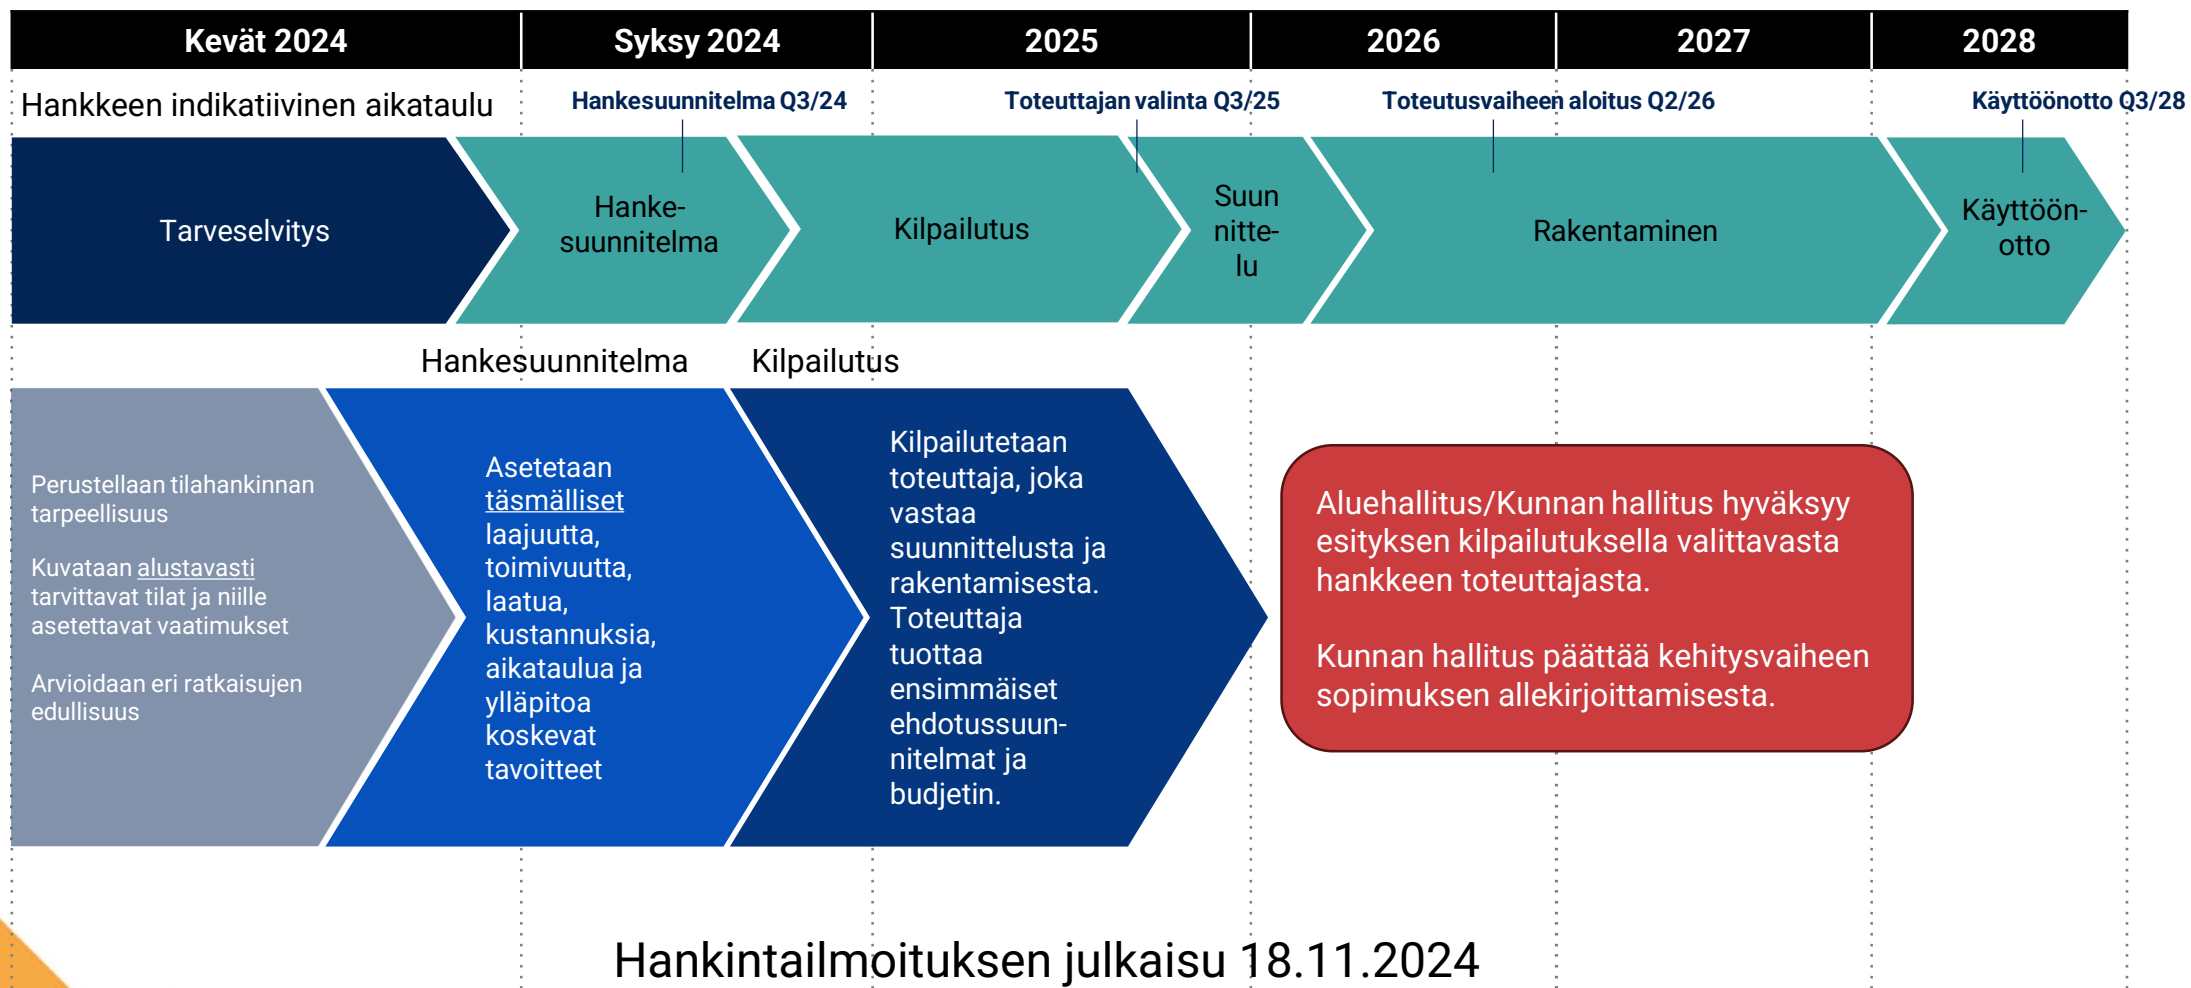 Kevät 2024
Syksy 2024
2025
2026
2027
2028
Hankkeen indikatiivinen aikataulu
Hankesuunnitelma Q3/24
Toteuttajan valinta Q3/25
Toteutusvaiheen aloitus Q2/26
Käyttöönotto Q3/28
Tarveselvitys
Hanke-
suunnitelma
Kilpailutus
Suun
nitte-
lu
Rakentaminen
Käyttöön-
otto
Hankesuunnitelma
Kilpailutus
Perustellaan tilahankinnan
tarpeellisuus
Kuvataan alustavasti
tarvittavat tilat ja niille
asetettavat vaatimukset
Arvioidaan eri ratkaisujen
edullisuus
Asetetaan
täsmälliset
laajuutta,
toimivuutta,
laatua,
kustannuksia,
aikataulua ja
ylläpitoa
koskevat
tavoitteet
Kilpailutetaan
toteuttaja, joka
vastaa
suunnittelusta ja
rakentamisesta.
Toteuttaja
tuottaa
ensimmäiset
ehdotussuun-
nitelmat ja
budjetin.
Aluehallitus/Kunnan hallitus hyväksyy
esityksen kilpailutuksella valittavasta
hankkeen toteuttajasta.
Kunnan hallitus päättää kehitysvaiheen
sopimuksen allekirjoittamisesta.
Hankintailmoituksen julkaisu 18.11.2024